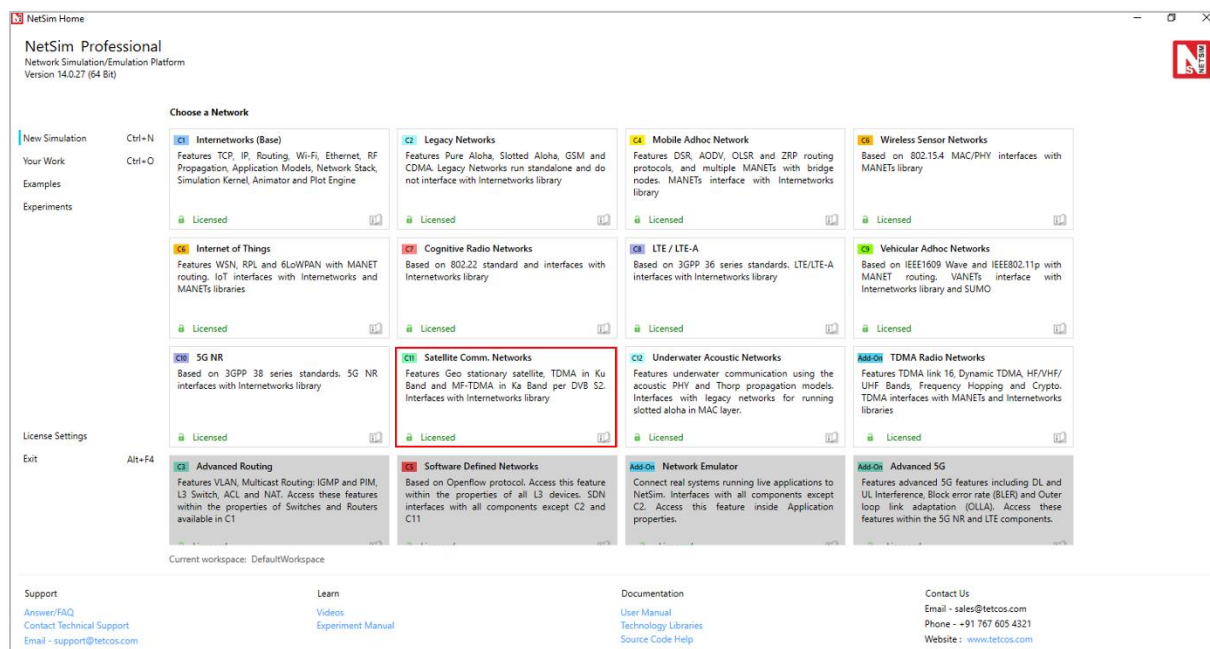 NetSim Home
NetSim Professional
Network Simulation/Emulation Platform
Version 14.0.27 (64 Bit)
NETSIM
Choose a Network
New Simulation Ctrl+N
Your Work Ctrl+O
Examples
Experiments
License Settings
Exit Alt+F4
C1 Internetworks (Base)
Features TCP, IP, Routing, Wi-Fi, Ethernet, RF
Propagation, Application Models, Network Stack,
Simulation Kernel, Animator and Plot Engine
Licensed
C2 Legacy Networks
Features Pure Aloha, Slotted Aloha, GSM and
CDMA. Legacy Networks run standalone and do
not interface with Internetworks library
Licensed
C4 Mobile Adhoc Network
Features DSR, AODV, OLSR and ZRP routing
protocols, and multiple MANETs with bridge
nodes. MANETs interface with Internetworks
library
Licensed
C6 Wireless Sensor Networks
Based on 802.15.4 MAC/PHY interfaces with
MANETs library
Licensed
C6 Internet of Things
Features WSN, RPL and 6LoWPAN with MANET
routing. IoT interfaces with Internetworks and
MANETs libraries
Licensed
C7 Cognitive Radio Networks
Based on 802.22 standard and interfaces with
Internetworks library
Licensed
C8 LTE / LTE-A
Based on 3GPP 36 series standards. LTE/LTE-A
interfaces with Internetworks library
Licensed
C9 Vehicular Adhoc Networks
Based on IEEE1609 Wave and IEEE802.11p with
MANET routing. VANETs interface with
Internetworks library and SUMO
Licensed
C10 5G NR
Based on 3GPP 38 series standards. 5G NR
interfaces with Internetworks library
Licensed
C11 Satellite Comm. Networks
Features Geo stationary satellite, TDMA in Ku
Band and MF-TDMA in Ka Band per DVB S2.
Interfaces with Internetworks library
Licensed
C12 Underwater Acoustic Networks
Features underwater communication using the
acoustic PHY and Thorp propagation models.
Interfaces with legacy networks for running
slotted aloha in MAC layer.
Licensed
Add-On TDMA Radio Networks
Features TDMA link 16, Dynamic TDMA, HF/VHF/
UHF Bands, Frequency Hopping and Crypto.
TDMA interfaces with MANETs and Internetworks
libraries
Licensed
C3 Advanced Routing
Features VLAN, Multicast Routing: IGMP and PIM,
L3 Switch, ACL and NAT. Access these features
within the properties of Switches and Routers
available in C1
C5 Software Defined Networks
Based on Openflow protocol. Access this feature
within the properties of all L3 devices. SDN
interfaces with all components except C2 and
C11
Add-On Network Emulator
Connect real systems running live applications to
NetSim. Interfaces with all components except
C2. Access this feature inside Application
properties.
Add-On Advanced 5G
Features advanced 5G features including DL and
UL Interference, Block error rate (BLER) and Outer
loop link adaptation (OLLA). Access these
features within the 5G NR and LTE components.
Current workspace: DefaultWorkspace
Support
Answer/FAQ
Contact Technical Support
Email - support@tetcos.com
Learn
Videos
Experiment Manual
Documentation
User Manual
Technology Libraries
Source Code Help
Contact Us
Email - sales@tetcos.com
Phone - +91 767 605 4321
Website : www.tetcos.com